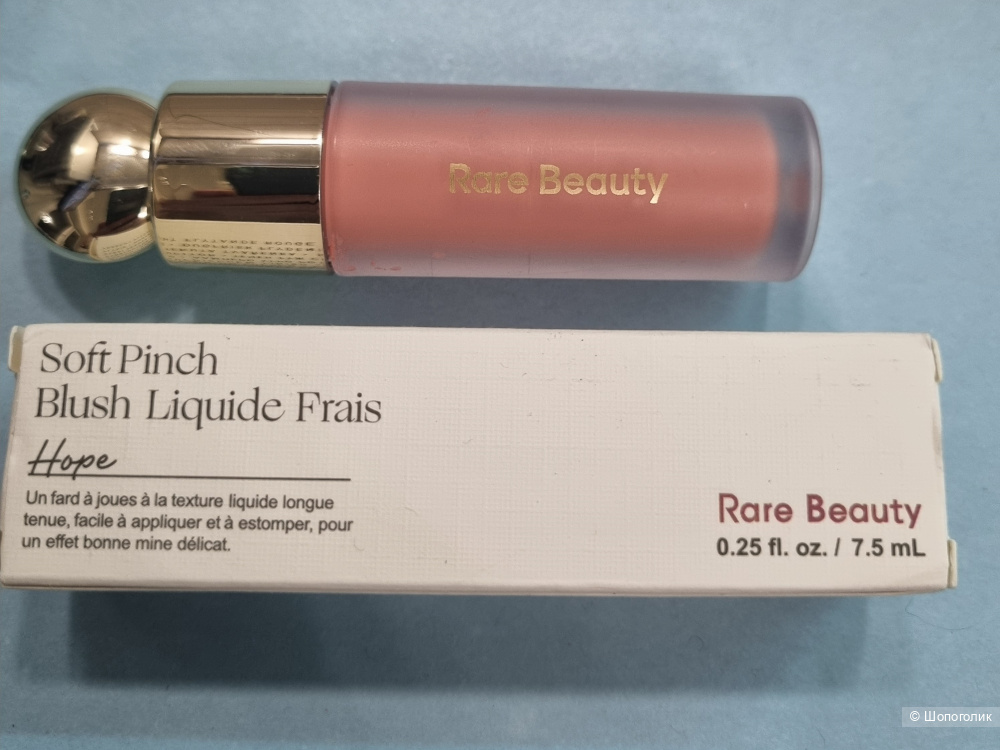 Rare Beauty
Soft Pinch
Blush Liquide Frais
Hope
Un fard à joues à la texture liquide longue
tenue, facile à appliquer et à estomper, pour
un effet bonne mine délicat.
Rare Beauty
0.25 fl. oz. / 7.5 mL
© Шопоголик